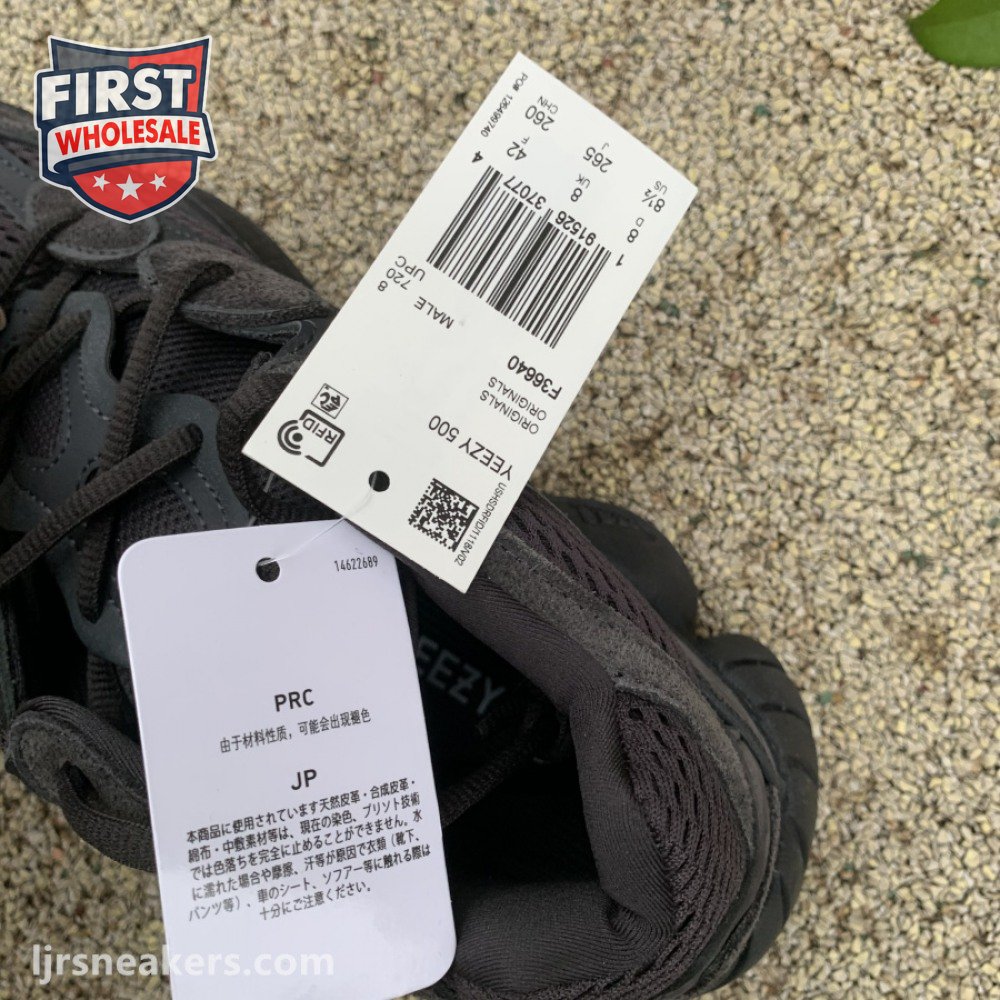 FIRST
WHOLESALE
PO# 126499740
260
CHN
42
F
265
J
8
UK
8½
US
8
D
1
4
91526
37077
8
720
UPC
MALE
ORIGINALS
ORIGINALS
F36640
YEEZY 500
RFID
USHSORFID/1118/V02
14622689
PRC
由于材料性质，可能会出现褪色
JP
本商品に使用されています天然皮革・合成皮革・
綿布・中敷素材等は、現在の染色、プリント技術
では色落ちを完全に止めることができません。水
に濡れた場合や摩擦、汗等が原因で衣類（靴下、
パンツ等）、車のシート、ソファー等に触れる際は
十分にご注意ください。
YEEZY
ljrsneakers.com